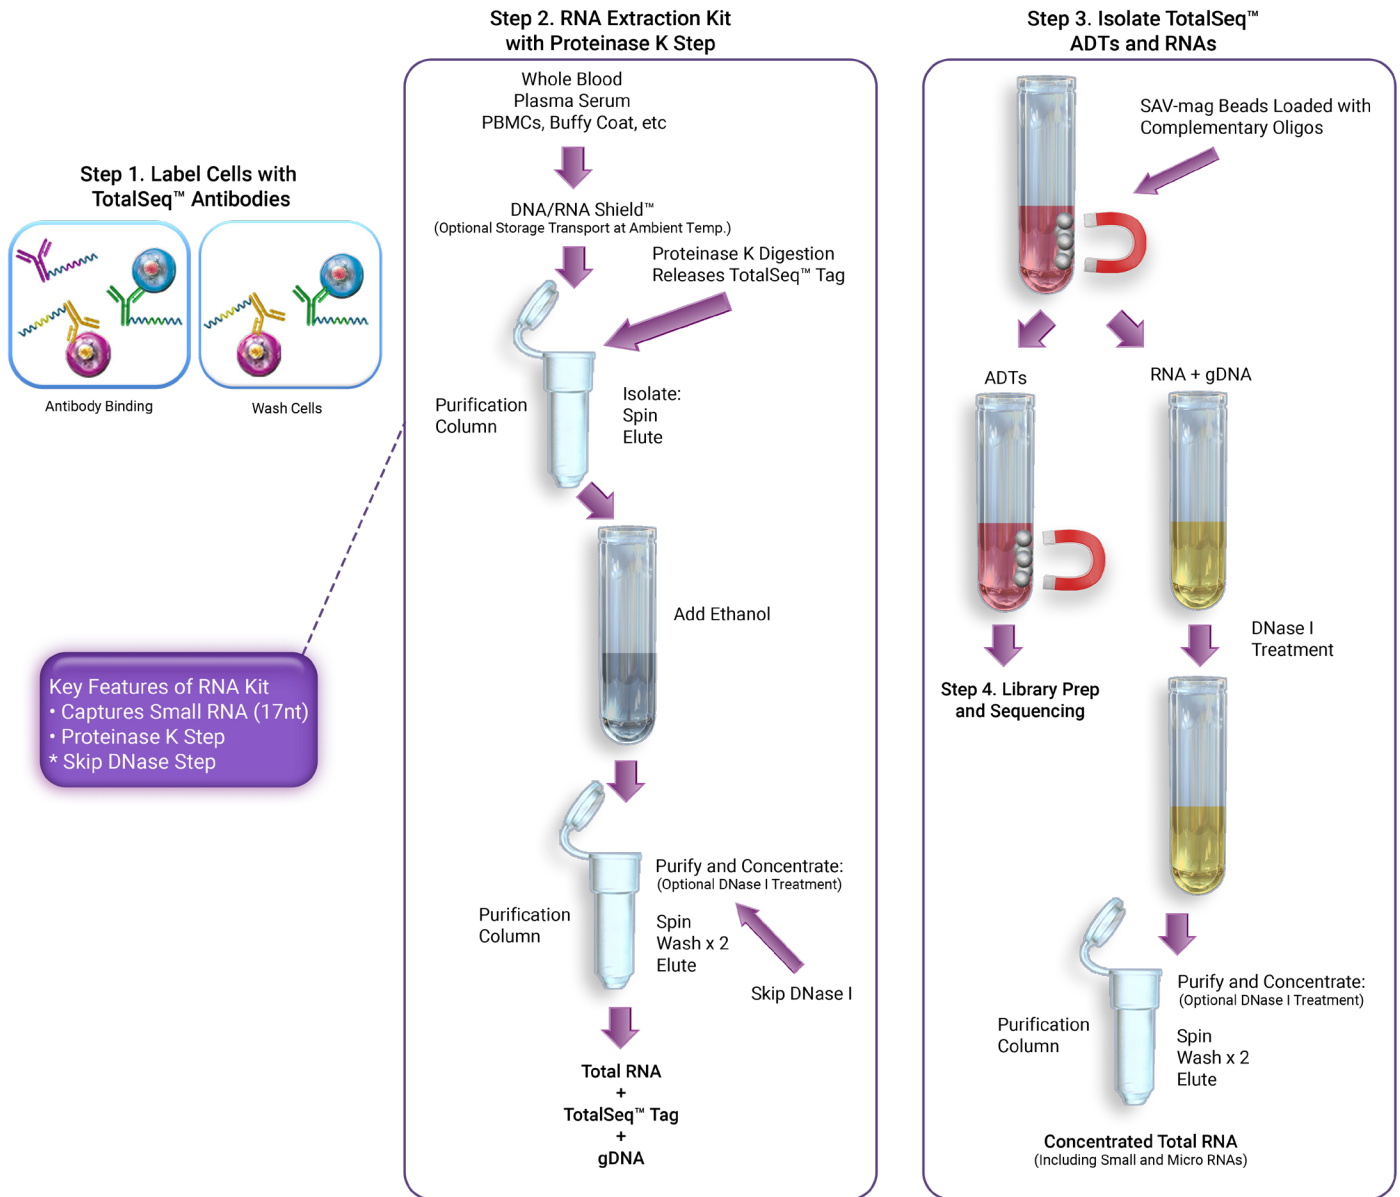 Step 1. Label Cells with
TotalSeq™ Antibodies
Antibody Binding
Wash Cells
Key Features of RNA Kit
• Captures Small RNA (17nt)
• Proteinase K Step
* Skip DNase Step
Step 2. RNA Extraction Kit
with Proteinase K Step
Whole Blood
Plasma Serum
PBMCs, Buffy Coat, etc
DNA/RNA Shield™
(Optional Storage Transport at Ambient Temp.)
Proteinase K Digestion
Releases TotalSeq™ Tag
Purification
Column
Isolate:
Spin
Elute
Add Ethanol
Purification
Column
Purify and Concentrate:
(Optional DNase I Treatment)
Spin
Wash x 2
Elute
Skip DNase I
Total RNA
+
TotalSeq™ Tag
+
gDNA
Step 3. Isolate TotalSeq™
ADTs and RNAs
SAV-mag Beads Loaded with
Complementary Oligos
ADTs
RNA + gDNA
DNase I
Treatment
Step 4. Library Prep
and Sequencing
Purification
Column
Purify and Concentrate:
(Optional DNase I Treatment)
Spin
Wash x 2
Elute
Concentrated Total RNA
(Including Small and Micro RNAs)